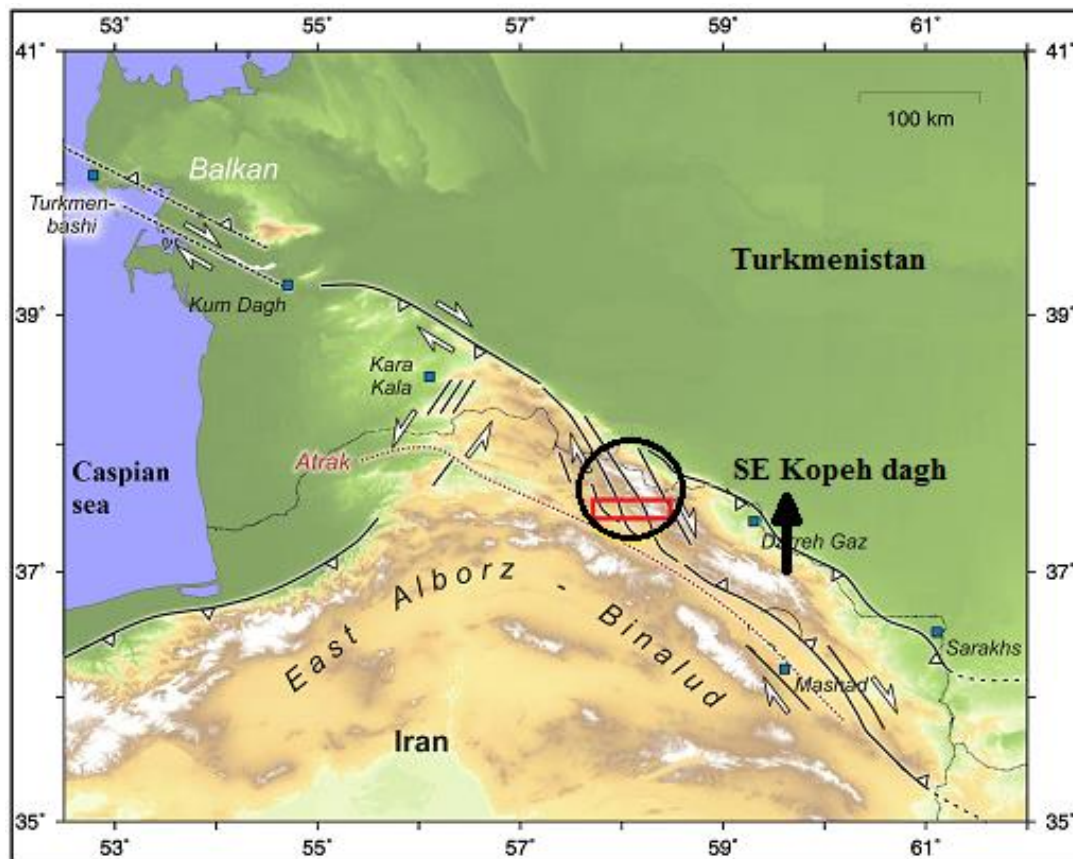 53° 55° 57° 59° 61°
41° 41°
100 km
Balkan
Turkmen-
bashi
Turkmenistan
39° Kum Dagh 39°
Kara
Kala
Caspian
sea
Atrak
SE Kopeh dagh
Darreh Gaz
37° 37°
East Alborz - Binalud
Sarakhs
Mashad
Iran
35° 35°
53° 55° 57° 59° 61°